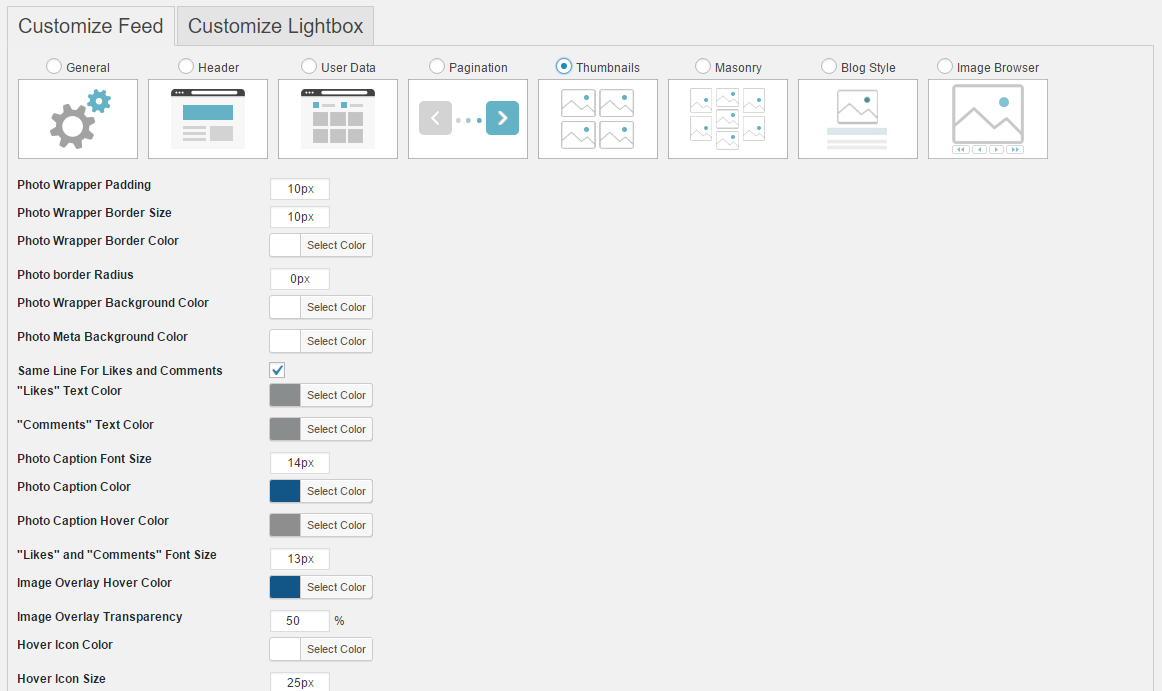 Customize Feed Customize Lightbox
General Header User Data Pagination Thumbnails Masonry Blog Style Image Browser
Photo Wrapper Padding 10px
Photo Wrapper Border Size 10px
Photo Wrapper Border Color Select Color
Photo border Radius 0px
Photo Wrapper Background Color Select Color
Photo Meta Background Color Select Color
Same Line For Likes and Comments
"Likes" Text Color Select Color
"Comments" Text Color Select Color
Photo Caption Font Size 14px
Photo Caption Color Select Color
Photo Caption Hover Color Select Color
"Likes" and "Comments" Font Size 13px
Image Overlay Hover Color Select Color
Image Overlay Transparency 50 %
Hover Icon Color Select Color
Hover Icon Size 25px